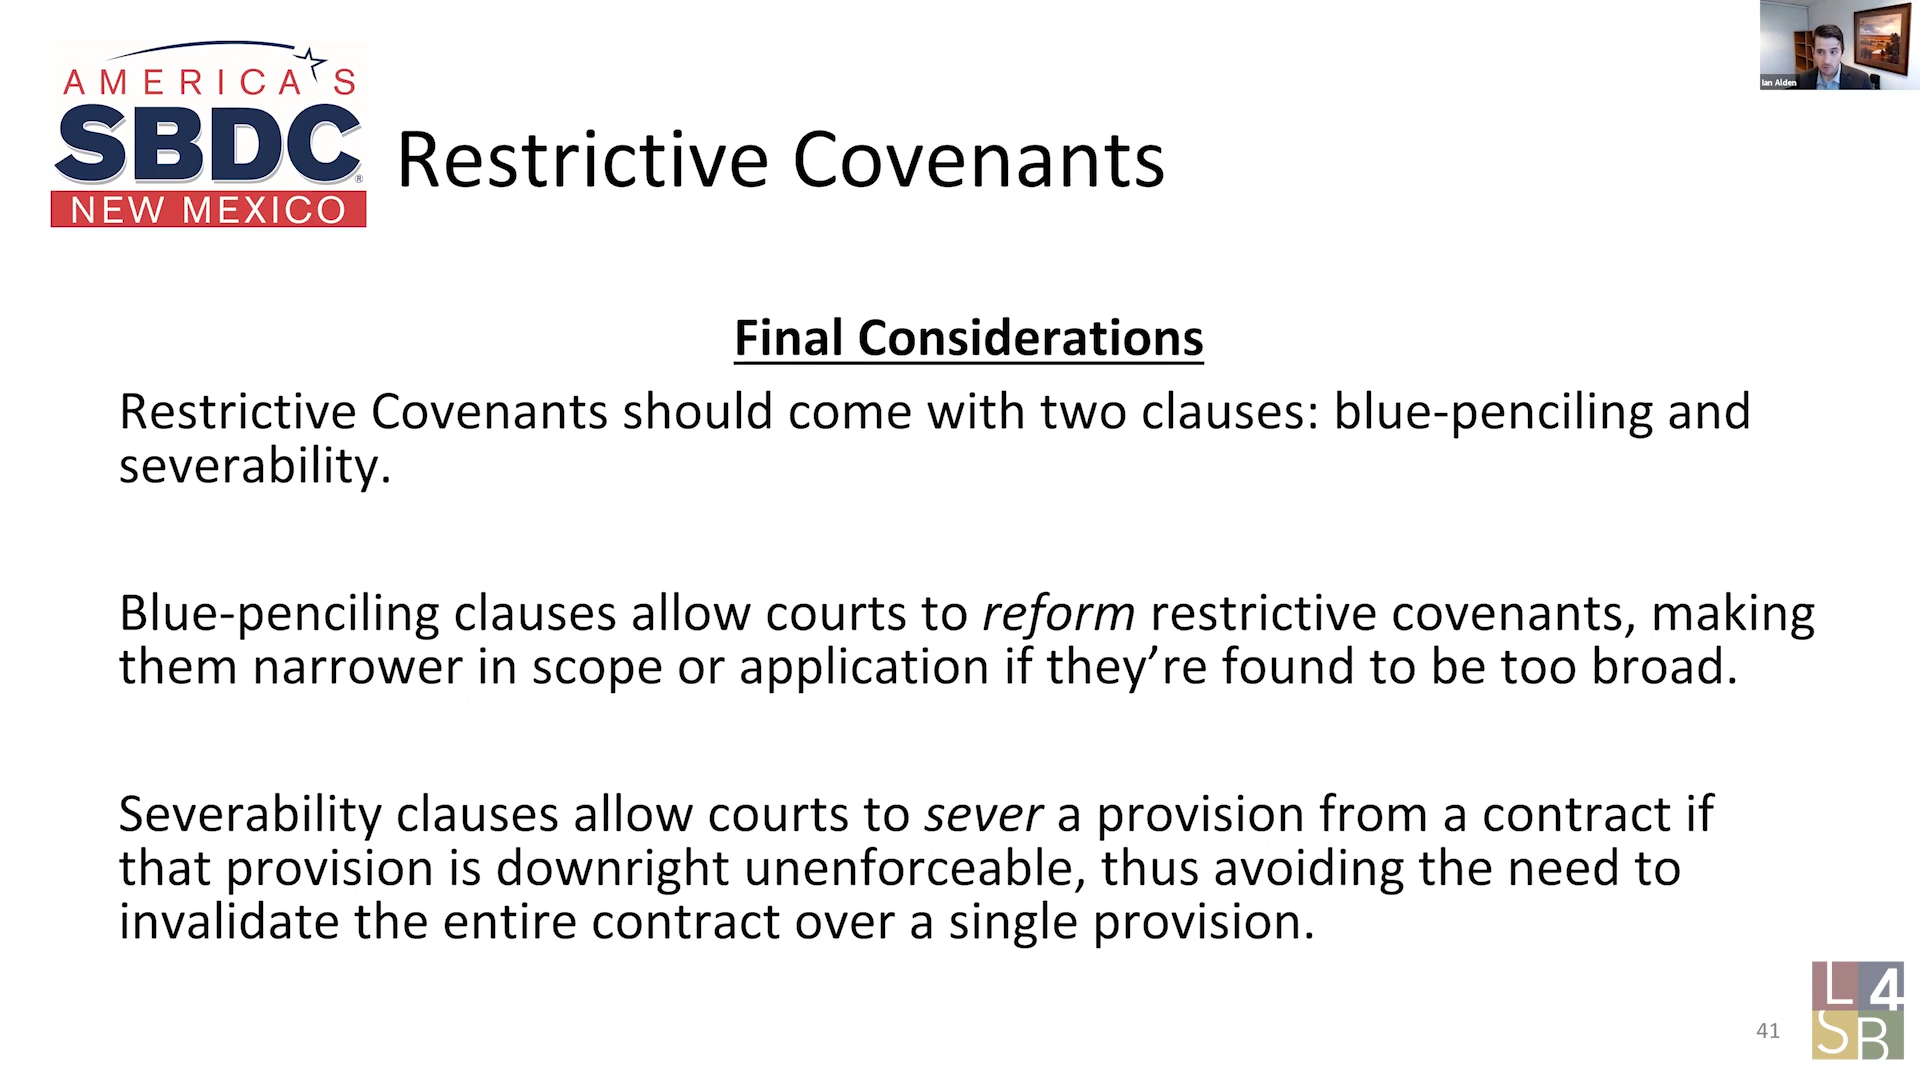 AMERICA'S
SBDC®
NEW MEXICO
Ian Alden
Restrictive Covenants
Final Considerations
Restrictive Covenants should come with two clauses: blue-penciling and
severability.
Blue-penciling clauses allow courts to reform restrictive covenants, making
them narrower in scope or application if they’re found to be too broad.
Severability clauses allow courts to sever a provision from a contract if
that provision is downright unenforceable, thus avoiding the need to
invalidate the entire contract over a single provision.
41
L4
SB